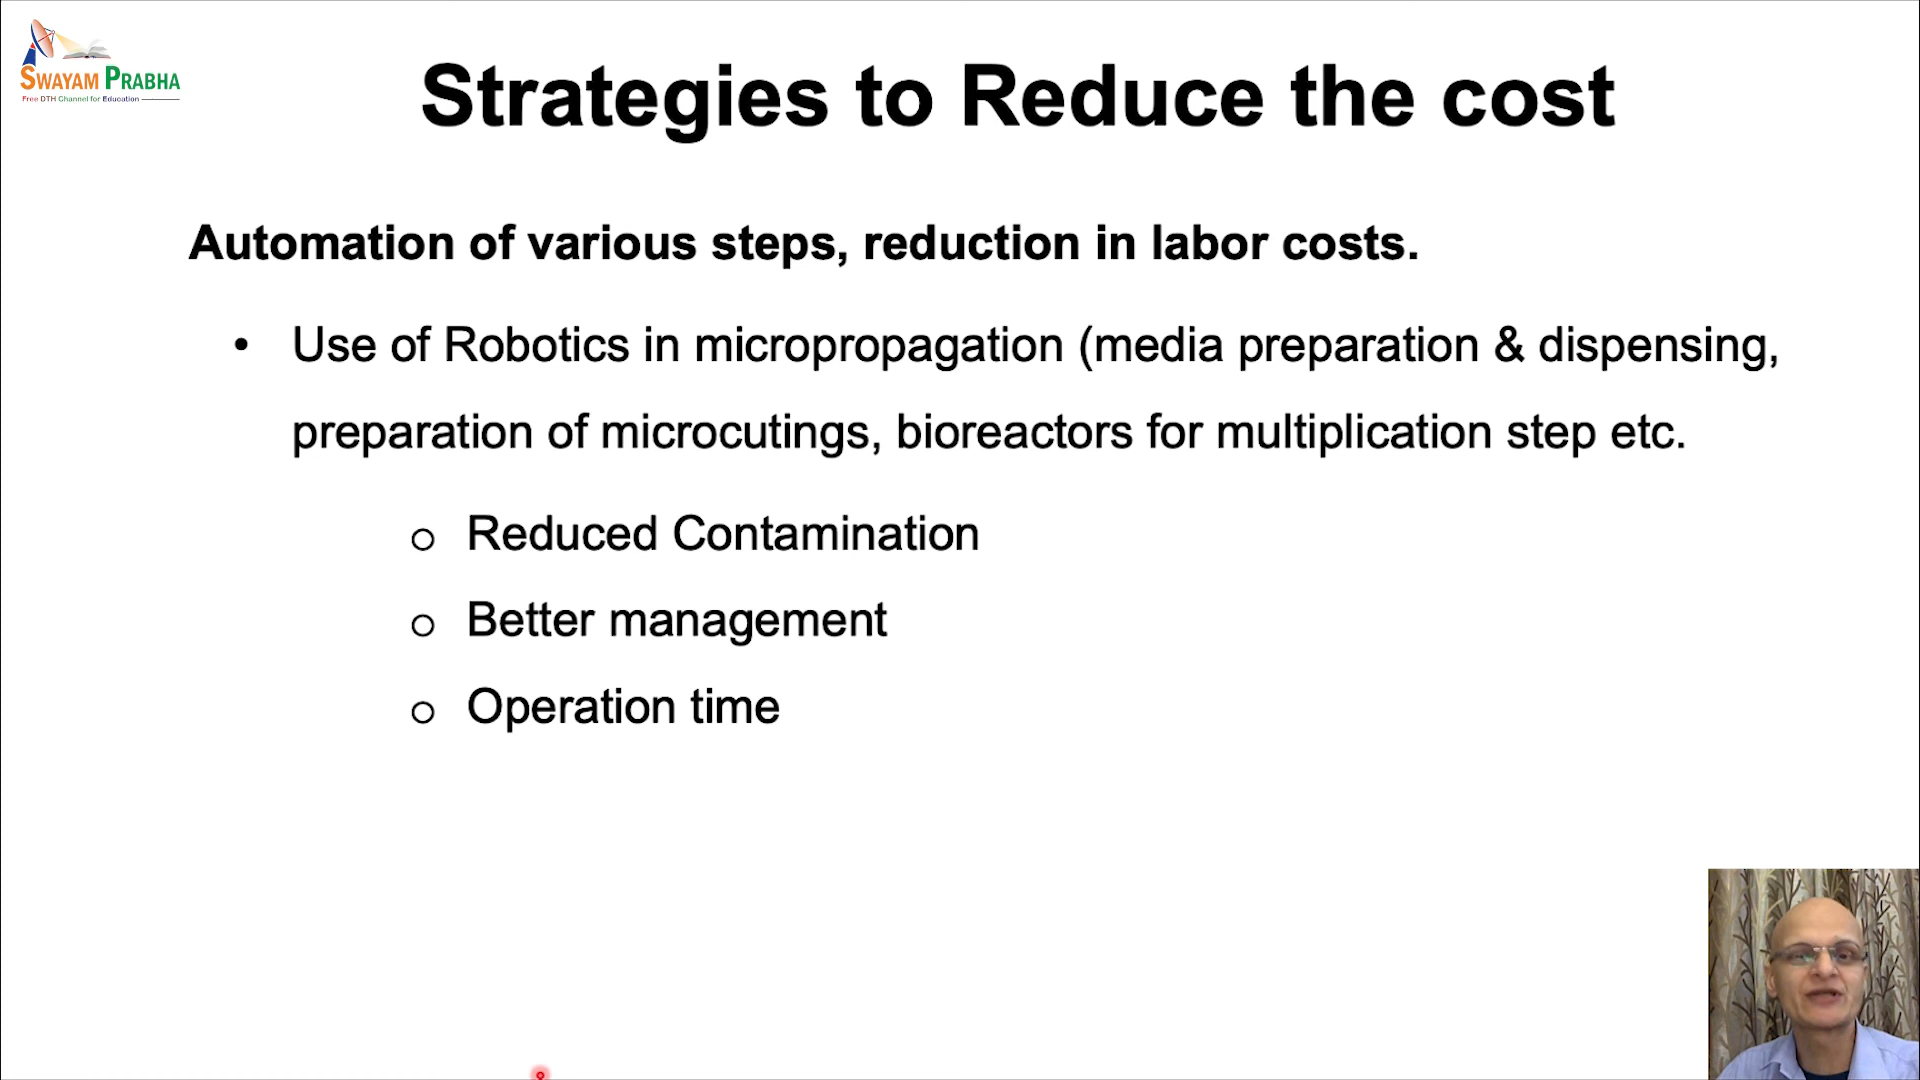 SWAYAM PRABHA
Free DTH Channel for Education
Strategies to Reduce the cost
Automation of various steps, reduction in labor costs.
• Use of Robotics in micropropagation (media preparation & dispensing,
preparation of microcutings, bioreactors for multiplication step etc.
o Reduced Contamination
o Better management
o Operation time